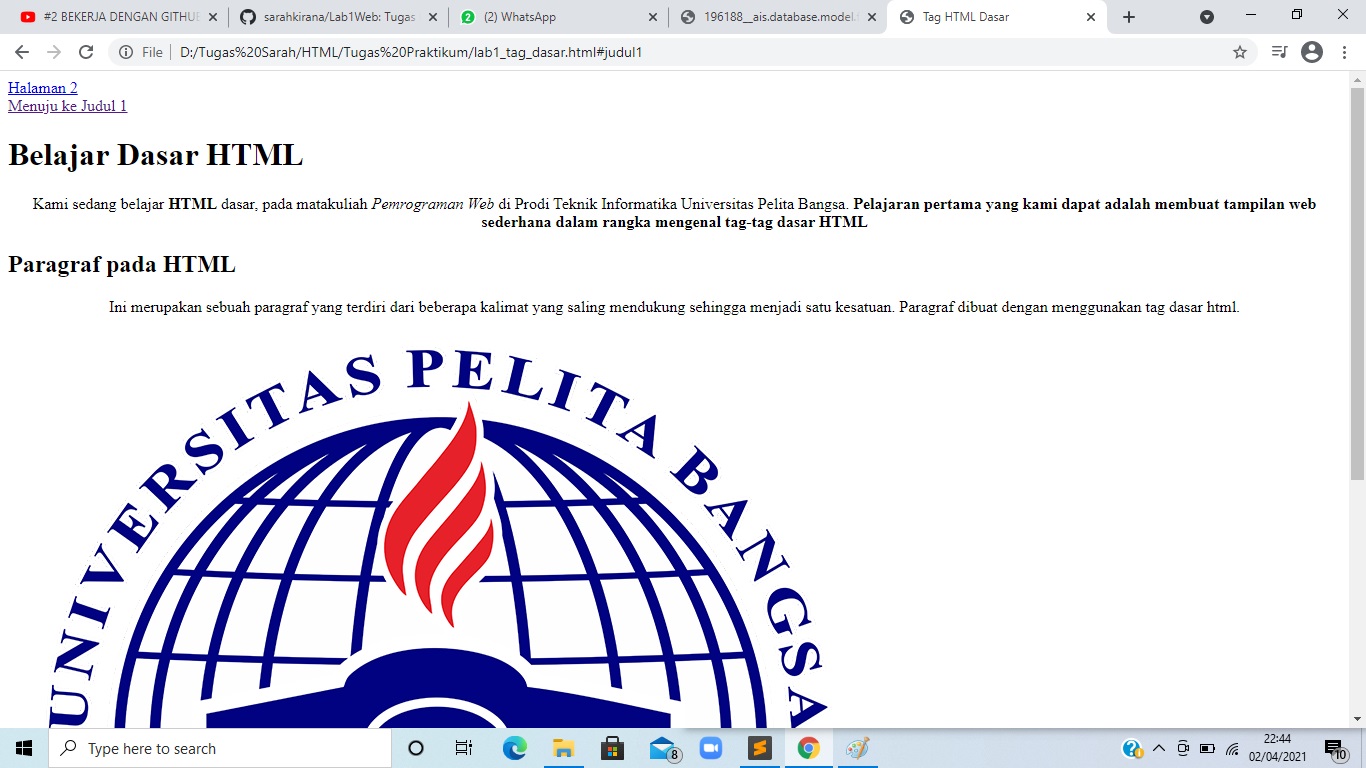 #2 BEKERJA DENGAN GITHUB
sarahkirana/Lab1Web: Tugas
(2) WhatsApp
196188__ais.database.model.
Tag HTML Dasar
File
D:/Tugas%20Sarah/HTML/Tugas%20Praktikum/lab1_tag_dasar.html#judul1
Halaman 2
Menuju ke Judul 1
Belajar Dasar HTML
Kami sedang belajar HTML dasar, pada matakuliah Pemrograman Web di Prodi Teknik Informatika Universitas Pelita Bangsa. Pelajaran pertama yang kami dapat adalah membuat tampilan web
sederhana dalam rangka mengenal tag-tag dasar HTML
Paragraf pada HTML
Ini merupakan sebuah paragraf yang terdiri dari beberapa kalimat yang saling mendukung sehingga menjadi satu kesatuan. Paragraf dibuat dengan menggunakan tag dasar html.
UNIVERSITAS PELITA BANGSA
Type here to search
8
22:44
02/04/2021
10